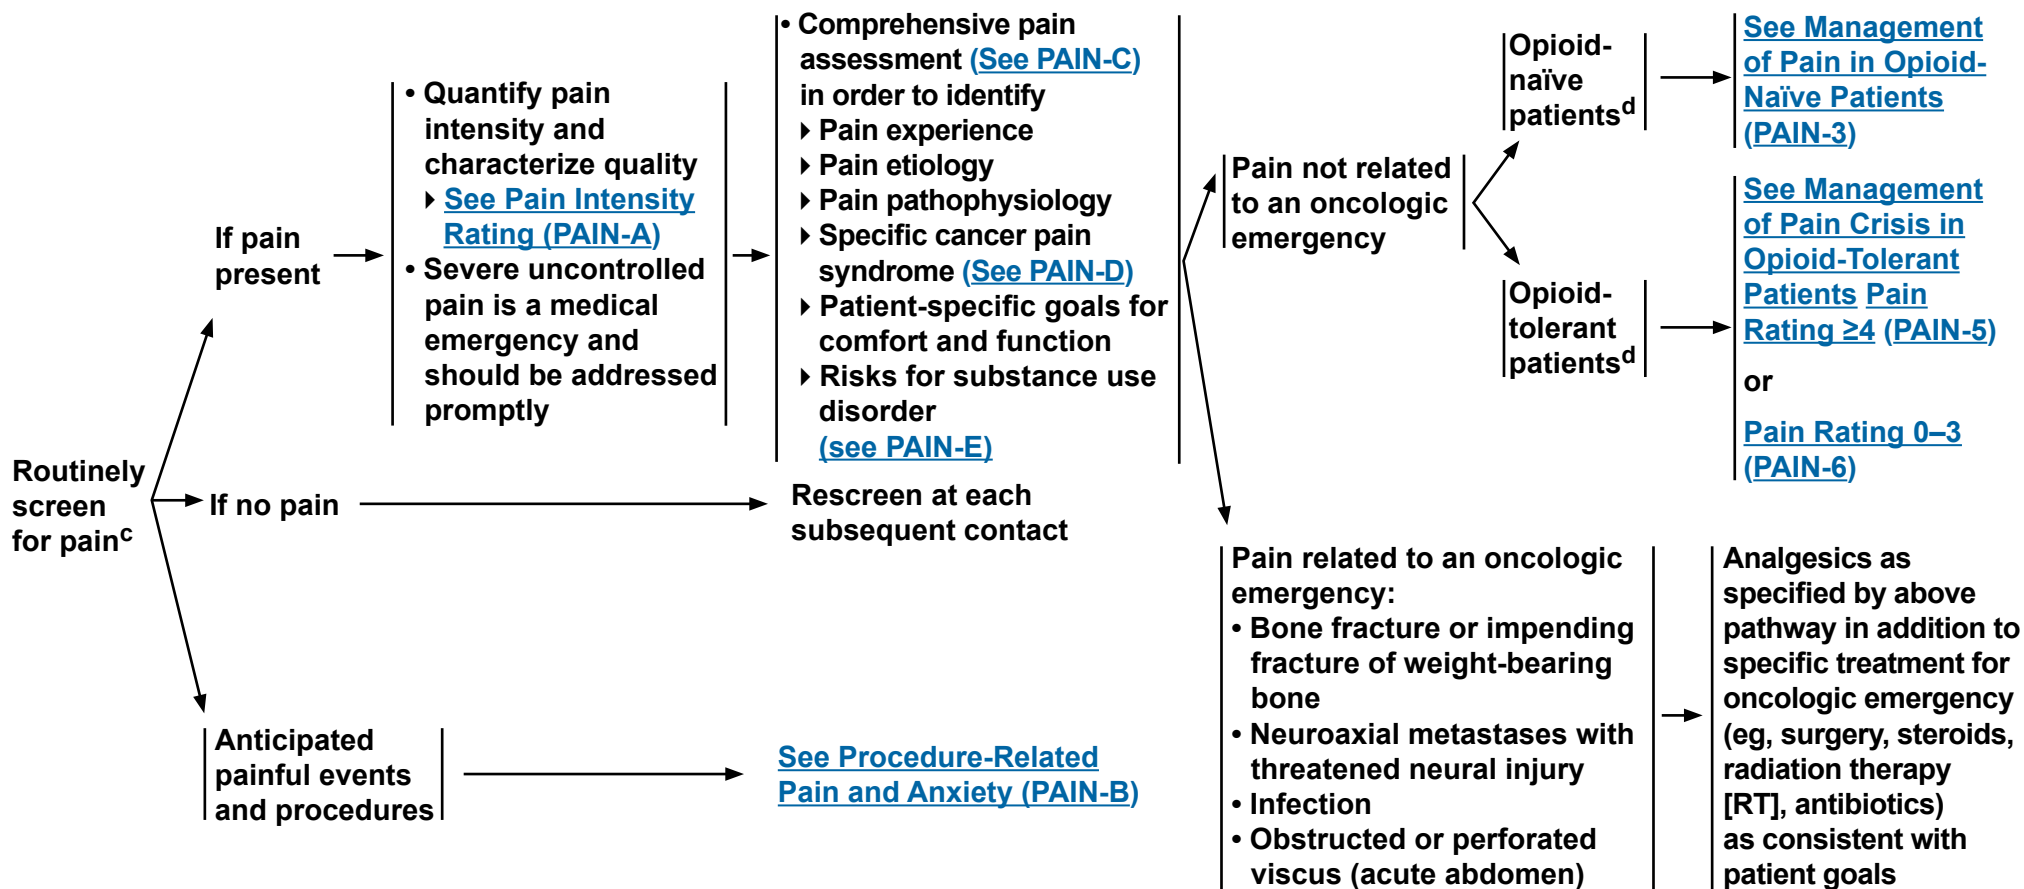 Routinely
screen
for painᶜ
If pain
present
• Quantify pain
intensity and
characterize quality
▸ See Pain Intensity
Rating (PAIN-A)
• Severe uncontrolled
pain is a medical
emergency and
should be addressed
promptly
• Comprehensive pain
assessment (See PAIN-C)
in order to identify
▸ Pain experience
▸ Pain etiology
▸ Pain pathophysiology
▸ Specific cancer pain
syndrome (See PAIN-D)
▸ Patient-specific goals for
comfort and function
▸ Risks for substance use
disorder
(see PAIN-E)
Pain not related
to an oncologic
emergency
Opioid-
naïve
patientsᵈ
See Management
of Pain in Opioid-
Naïve Patients
(PAIN-3)
Opioid-
tolerant
patientsᵈ
See Management
of Pain Crisis in
Opioid-Tolerant
Patients Pain
Rating ≥4 (PAIN-5)
or
Pain Rating 0–3
(PAIN-6)
Pain related to an oncologic
emergency:
• Bone fracture or impending
fracture of weight-bearing
bone
• Neuroaxial metastases with
threatened neural injury
• Infection
• Obstructed or perforated
viscus (acute abdomen)
Analgesics as
specified by above
pathway in addition to
specific treatment for
oncologic emergency
(eg, surgery, steroids,
radiation therapy
[RT], antibiotics)
as consistent with
patient goals
If no pain
Rescreen at each
subsequent contact
Anticipated
painful events
and procedures
See Procedure-Related
Pain and Anxiety (PAIN-B)